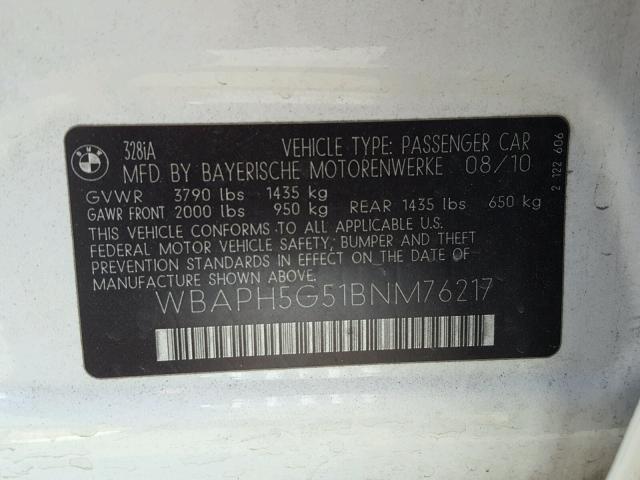 BMW
328iA VEHICLE TYPE: PASSENGER CAR
MFD. BY BAYERISCHE MOTORENWERKE 08/10
GVWR 3790 lbs 1435 kg
GAWR FRONT 2000 lbs 950 kg REAR 1435 lbs 650 kg
THIS VEHICLE CONFORMS TO ALL APPLICABLE U.S.
FEDERAL MOTOR VEHICLE SAFETY, BUMPER AND THEFT
PREVENTION STANDARDS IN EFFECT ON THE DATE OF
MANUFACTURE SHOWN ABOVE.
WBAPH5G51BNM76217
2 122 606